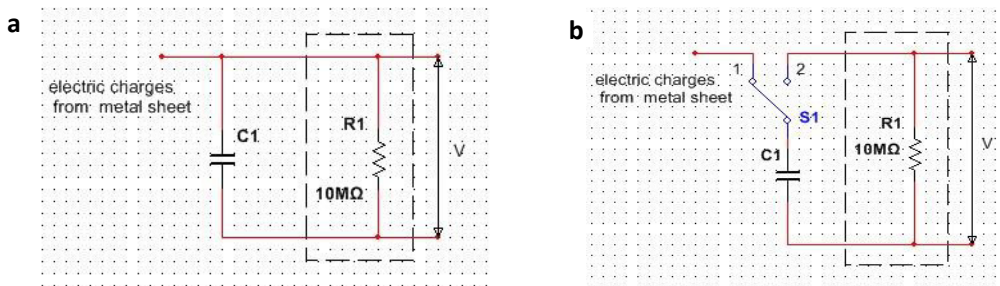 a
electric charges
from metal sheet
C1
R1
10MΩ
V
b
1
2
electric charges
from metal sheet
S1
C1
R1
10MΩ
V